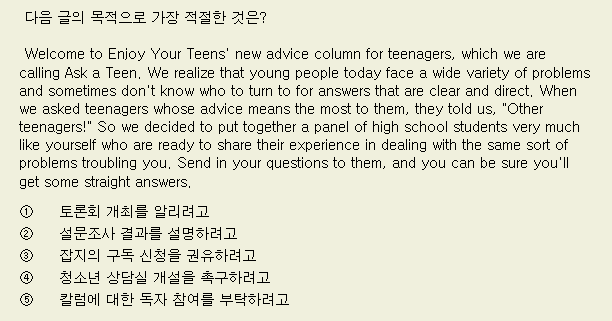 다음 글의 목적으로 가장 적절한 것은?
Welcome to Enjoy Your Teens' new advice column for teenagers, which we are
calling Ask a Teen. We realize that young people today face a wide variety of problems
and sometimes don't know who to turn to for answers that are clear and direct. When
we asked teenagers whose advice means the most to them, they told us, "Other
teenagers!" So we decided to put together a panel of high school students very much
like yourself who are ready to share their experience in dealing with the same sort of
problems troubling you. Send in your questions to them, and you can be sure you'll
get some straight answers.
① 토론회 개최를 알리려고
② 설문조사 결과를 설명하려고
③ 잡지의 구독 신청을 권유하려고
④ 청소년 상담실 개설을 촉구하려고
⑤ 칼럼에 대한 독자 참여를 부탁하려고